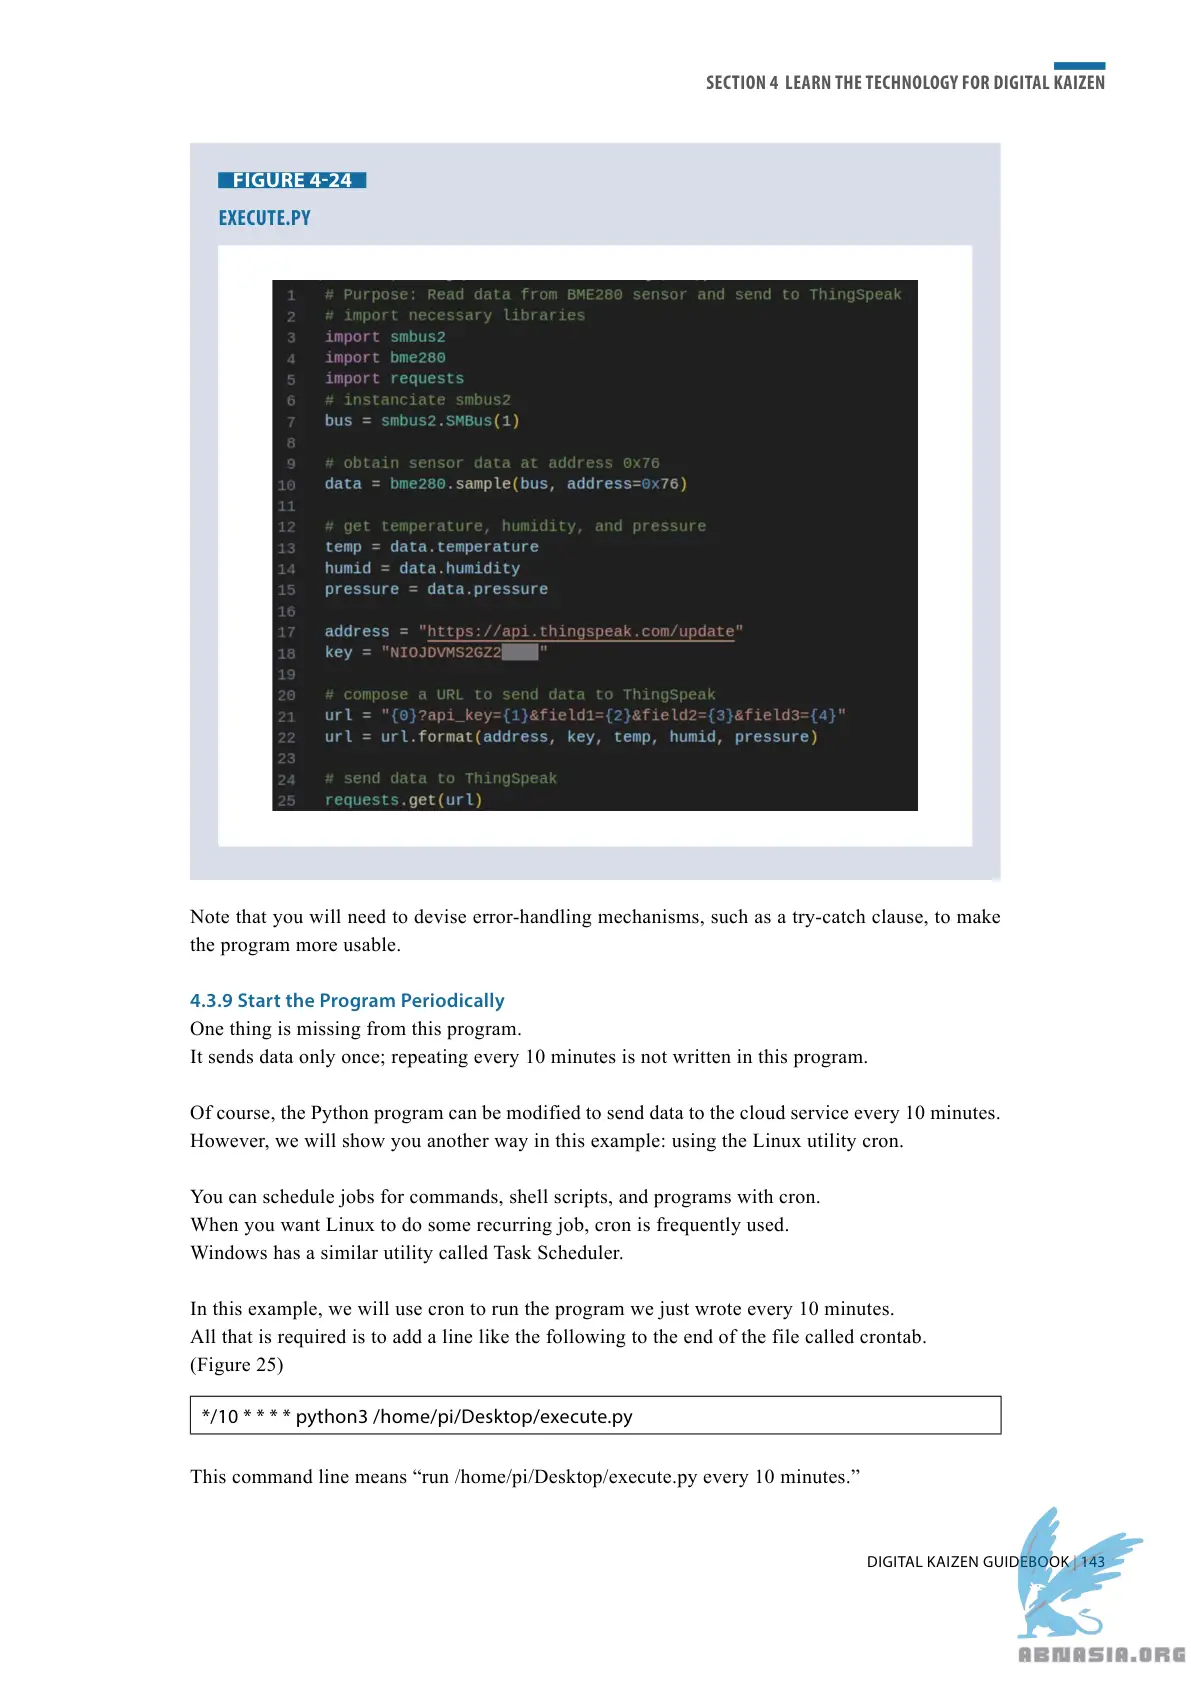 SECTION 4 LEARN THE TECHNOLOGY FOR DIGITAL KAIZEN
FIGURE 4-24
EXECUTE.PY
1 # Purpose: Read data from BME280 sensor and send to ThingSpeak
2 # import necessary libraries
3 import smbus2
4 import bme280
5 import requests
6 # instanciate smbus2
7 bus = smbus2.SMBus(1)
8
9 # obtain sensor data at address 0x76
10 data = bme280.sample(bus, address=0x76)
11
12 # get temperature, humidity, and pressure
13 temp = data.temperature
14 humid = data.humidity
15 pressure = data.pressure
16
17 address = "https://api.thingspeak.com/update"
18 key = "NIOJDVMS2GZ2 "
19
20 # compose a URL to send data to ThingSpeak
21 url = "{0}?api_key={1}&field1={2}&field2={3}&field3={4}"
22 url = url.format(address, key, temp, humid, pressure)
23
24 # send data to ThingSpeak
25 requests.get(url)
Note that you will need to devise error-handling mechanisms, such as a try-catch clause, to make
the program more usable.
4.3.9 Start the Program Periodically
One thing is missing from this program.
It sends data only once; repeating every 10 minutes is not written in this program.
Of course, the Python program can be modified to send data to the cloud service every 10 minutes.
However, we will show you another way in this example: using the Linux utility cron.
You can schedule jobs for commands, shell scripts, and programs with cron.
When you want Linux to do some recurring job, cron is frequently used.
Windows has a similar utility called Task Scheduler.
In this example, we will use cron to run the program we just wrote every 10 minutes.
All that is required is to add a line like the following to the end of the file called crontab.
(Figure 25)
*/10 * * * * python3 /home/pi/Desktop/execute.py
This command line means “run /home/pi/Desktop/execute.py every 10 minutes.”
DIGITAL KAIZEN GUIDEBOOK | 143
ABNASIA.ORG